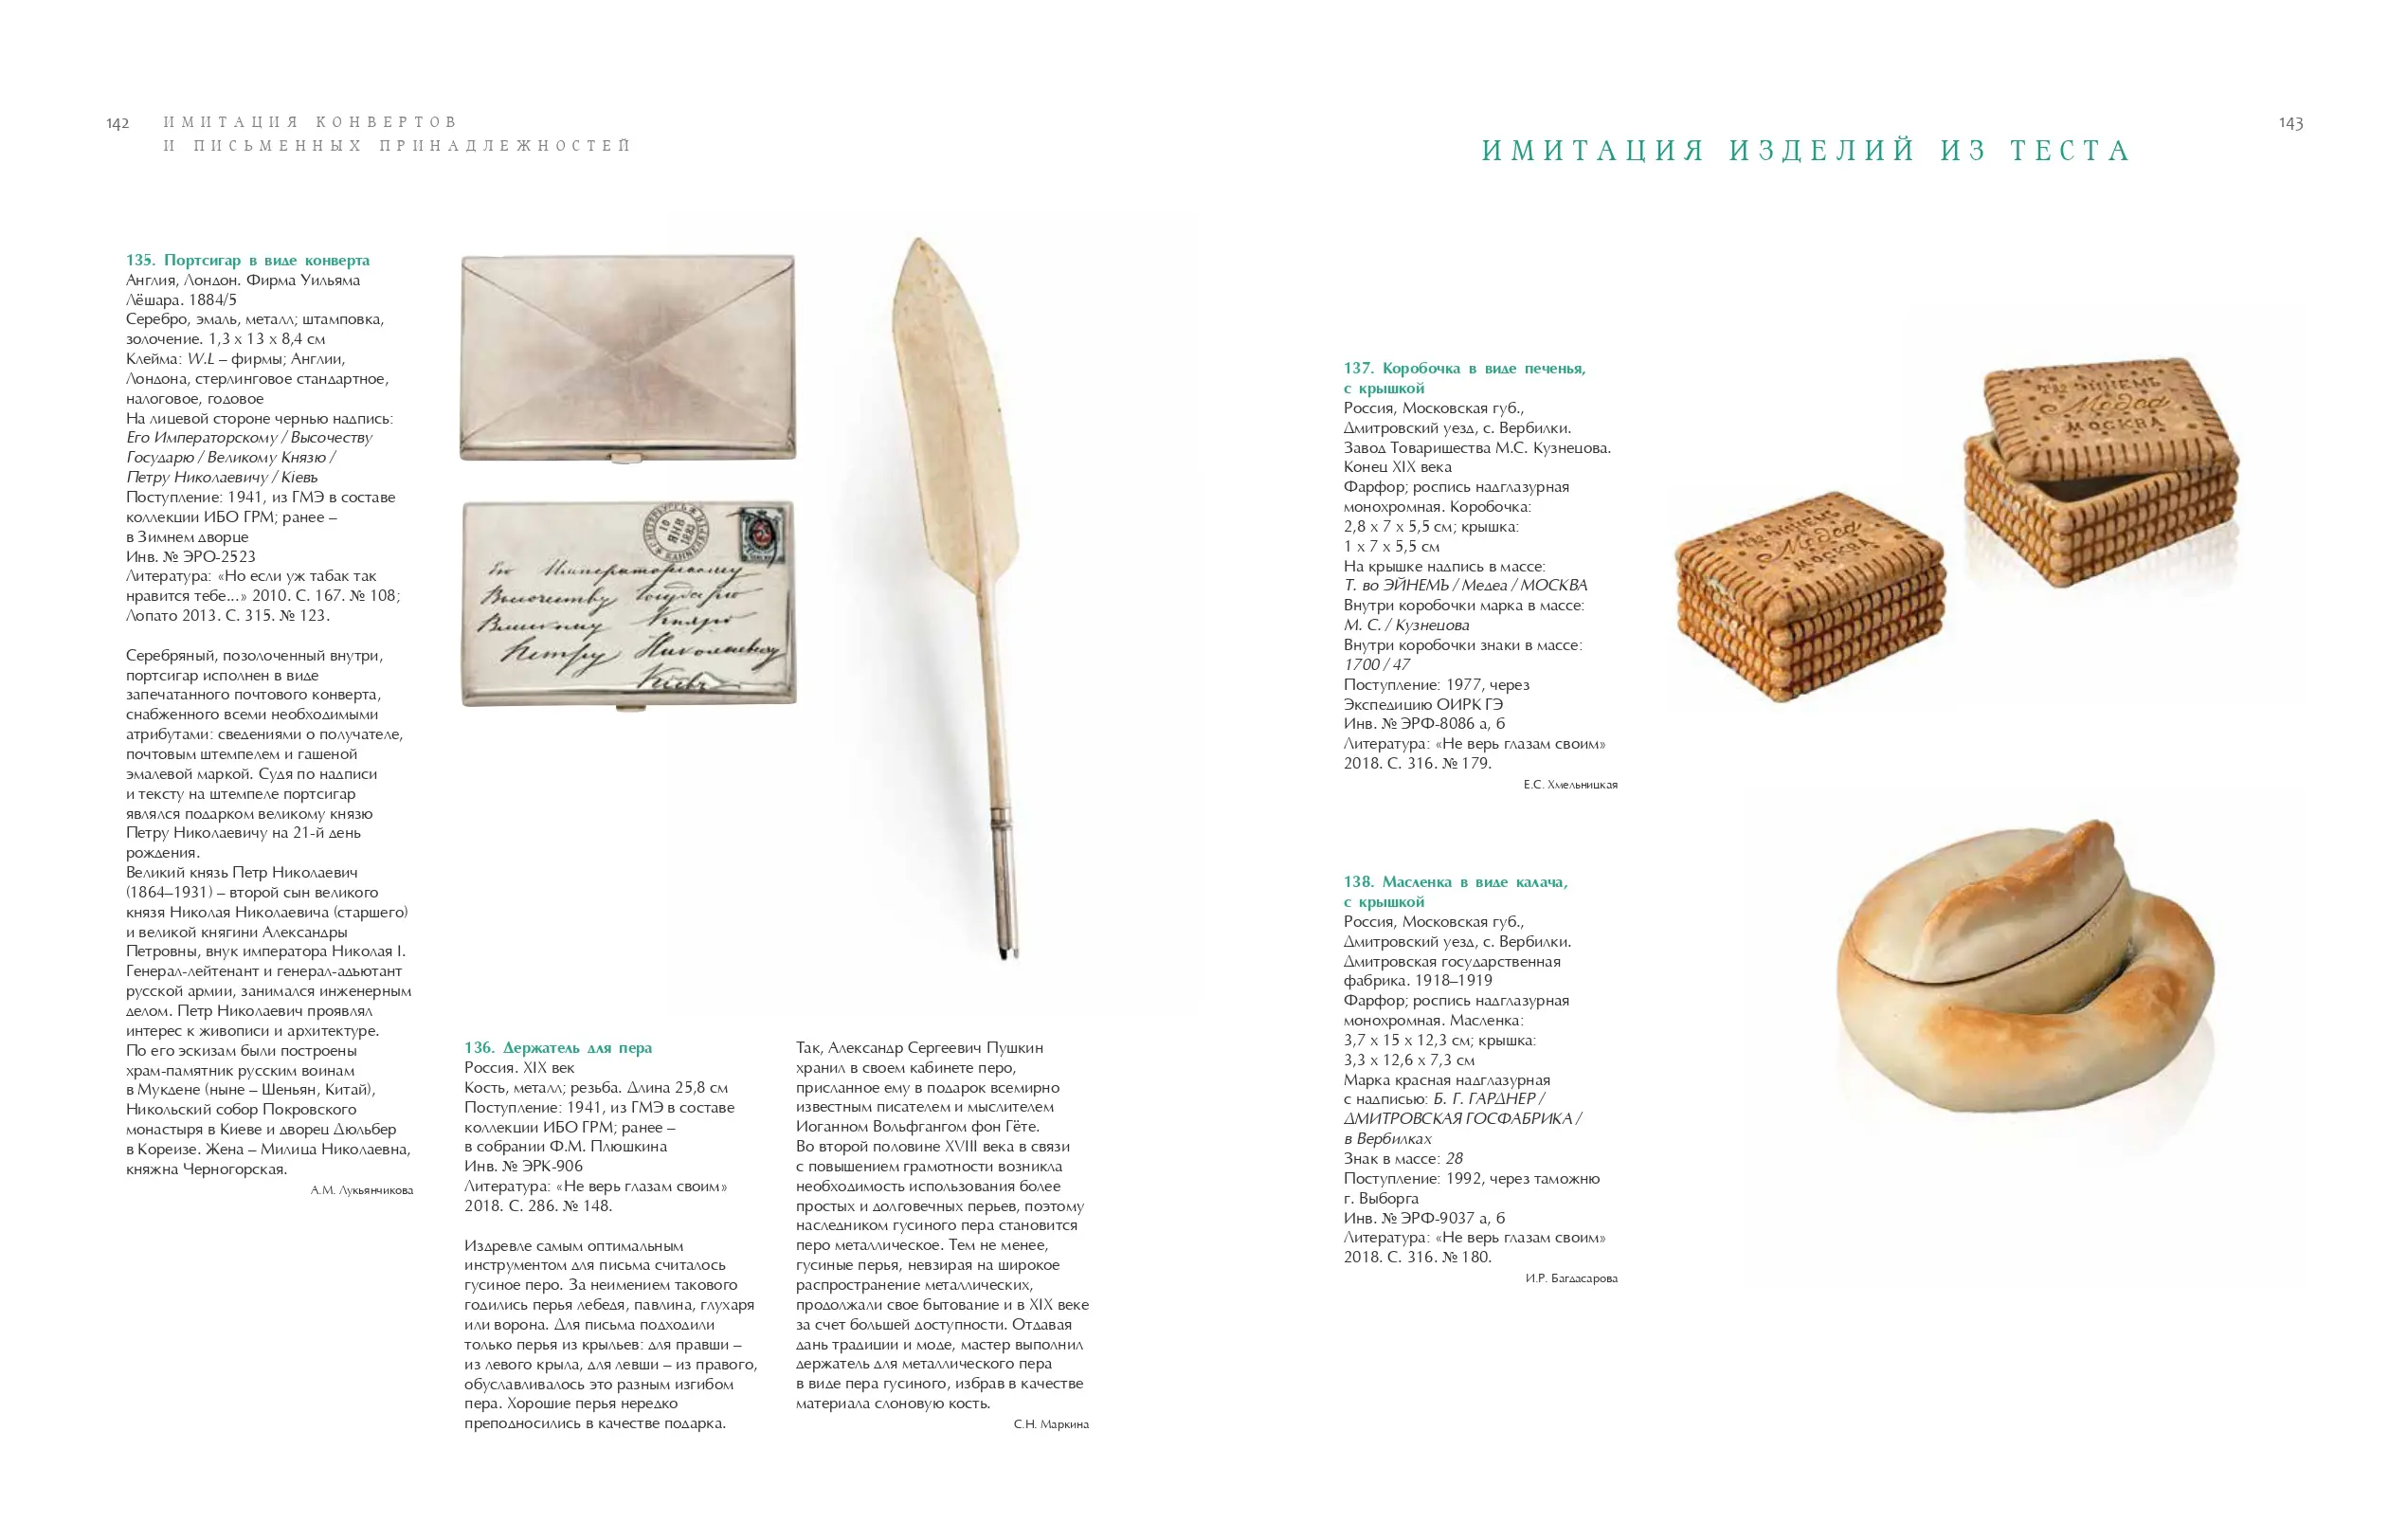 142
ИМИТАЦИЯ КОНВЕРТОВ
И ПИСЬМЕННЫХ ПРИНАДЛЕЖНОСТЕЙ
135. Портсигар в виде конверта
Англия, Лондон. Фирма Уильяма
Лёшара. 1884/5
Серебро, эмаль, металл; штамповка,
золочение. 1,3 х 13 х 8,4 см
Клейма: W.L – фирмы; Англии,
Лондона, стерлинговое стандартное,
налоговое, годовое
На лицевой стороне чернью надпись:
Его Императорскому / Высочеству
Государю / Великому Князю /
Петру Николаевичу / Кіевъ
Поступление: 1941, из ГМЭ в составе
коллекции ИБО ГРМ; ранее –
в Зимнем дворце
Инв. № ЭРО-2523
Литература: «Но если уж табак так
нравится тебе...» 2010. С. 167. № 108;
Лопато 2013. С. 315. № 123.
Серебряный, позолоченный внутри,
портсигар исполнен в виде
запечатанного почтового конверта,
снабженного всеми необходимыми
атрибутами: сведениями о получателе,
почтовым штемпелем и гашеной
эмалевой маркой. Судя по надписи
и тексту на штемпеле портсигар
являлся подарком великому князю
Петру Николаевичу на 21-й день
рождения.
Великий князь Петр Николаевич
(1864–1931) – второй сын великого
князя Николая Николаевича (старшего)
и великой княгини Александры
Петровны, внук императора Николая I.
Генерал-лейтенант и генерал-адьютант
русской армии, занимался инженерным
делом. Петр Николаевич проявлял
интерес к живописи и архитектуре.
По его эскизам были построены
храм-памятник русским воинам
в Мукдене (ныне – Шеньян, Китай),
Никольский собор Покровского
монастыря в Киеве и дворец Дюльбер
в Кореизе. Жена – Милица Николаевна,
княжна Черногорская.
А.М. Лукьянчикова
10
ЯНВ
Императорскому
Высочеству Государю
Великому Князю
Петру Николаевичу
Кіевъ
136. Держатель для пера
Россия. XIX век
Кость, металл; резьба. Длина 25,8 см
Поступление: 1941, из ГМЭ в составе
коллекции ИБО ГРМ; ранее –
в собрании Ф.М. Плюшкина
Инв. № ЭРК-906
Литература: «Не верь глазам своим»
2018. С. 286. № 148.
Издревле самым оптимальным
инструментом для письма считалось
гусиное перо. За неимением такового
годились перья лебедя, павлина, глухаря
или ворона. Для письма подходили
только перья из крыльев: для правши –
из левого крыла, для левши – из правого,
обуславливалось это разным изгибом
пера. Хорошие перья нередко
преподносились в качестве подарка.
Так, Александр Сергеевич Пушкин
хранил в своем кабинете перо,
присланное ему в подарок всемирно
известным писателем и мыслителем
Иоганном Вольфгангом фон Гёте.
Во второй половине XVIII века в связи
с повышением грамотности возникла
необходимость использования более
простых и долговечных перьев, поэтому
наследником гусиного пера становится
перо металлическое. Тем не менее,
гусиные перья, невзирая на широкое
распространение металлических,
продолжали свое бытование и в XIX веке
за счет большей доступности. Отдавая
дань традиции и моде, мастер выполнил
держатель для металлического пера
в виде пера гусиного, избрав в качестве
материала слоновую кость.
С.Н. Маркина
143
ИМИТАЦИЯ ИЗДЕЛИЙ ИЗ ТЕСТА
137. Коробочка в виде печенья,
с крышкой
Россия, Московская губ.,
Дмитровский уезд, с. Вербилки.
Завод Товарищества М.С. Кузнецова.
Конец XIX века
Фарфор; роспись надглазурная
монохромная. Коробочка:
2,8 х 7 х 5,5 см; крышка:
1 х 7 х 5,5 см
На крышке надпись в массе:
Т. во ЭЙНЕМЬ / Медеа / МОСКВА
Внутри коробочки марка в массе:
М. С. / Кузнецова
Внутри коробочки знаки в массе:
1700 / 47
Поступление: 1977, через
Экспедицию ОИРК ГЭ
Инв. № ЭРФ-8086 а, б
Литература: «Не верь глазам своим»
2018. С. 316. № 179.
Е.С. Хмельницкая
ЭЙНЕМЬ
Медеа
МОСКВА
Медеа
МОСКВА
138. Масленка в виде калача,
с крышкой
Россия, Московская губ.,
Дмитровский уезд, с. Вербилки.
Дмитровская государственная
фабрика. 1918–1919
Фарфор; роспись надглазурная
монохромная. Масленка:
3,7 х 15 х 12,3 см; крышка:
3,3 х 12,6 х 7,3 см
Марка красная надглазурная
с надписью: Б. Г. ГАРДНЕР /
ДМИТРОВСКАЯ ГОСФАБРИКА /
в Вербилках
Знак в массе: 28
Поступление: 1992, через таможню
г. Выборга
Инв. № ЭРФ-9037 а, б
Литература: «Не верь глазам своим»
2018. С. 316. № 180.
И.Р. Багдасарова